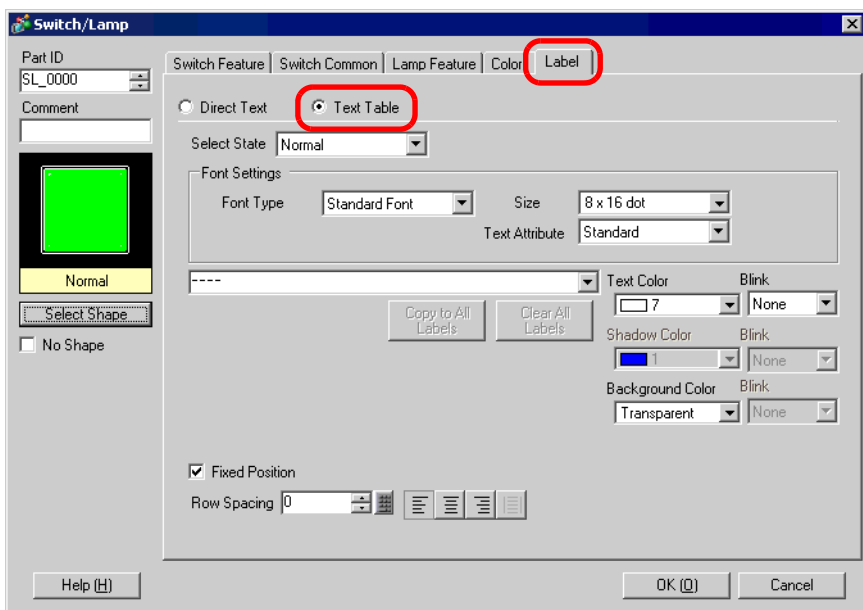 Switch/Lamp
Part ID
SL_0000
Comment
Normal
Select Shape
No Shape
Switch Feature Switch Common Lamp Feature Color Label
Direct Text Text Table
Select State Normal
Font Settings
Font Type Standard Font Size 8 x 16 dot
Text Attribute Standard
---- Text Color Blink
7 None
Copy to All Labels Clear All Labels
Shadow Color Blink
1 None
Background Color Blink
Transparent None
Fixed Position
Row Spacing 0
Help (H) OK (O) Cancel